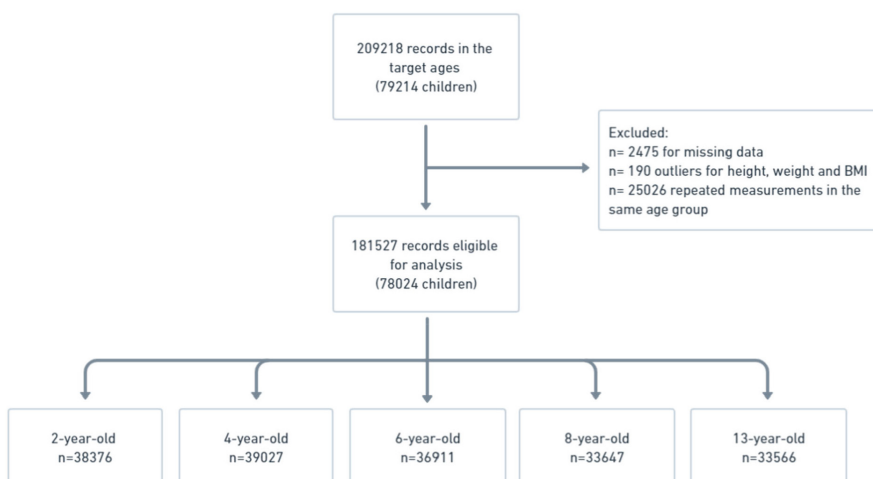 209218 records in the
target ages
(79214 children)
Excluded:
n= 2475 for missing data
n= 190 outliers for height, weight and BMI
n= 25026 repeated measurements in the
same age group
181527 records eligible
for analysis
(78024 children)
2-year-old
n=38376
4-year-old
n=39027
6-year-old
n=36911
8-year-old
n=33647
13-year-old
n=33566